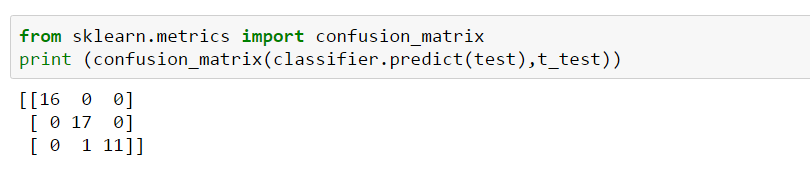 from sklearn.metrics import confusion_matrix
print (confusion_matrix(classifier.predict(test),t_test))
[[16  0  0]
 [ 0 17  0]
 [ 0  1 11]]